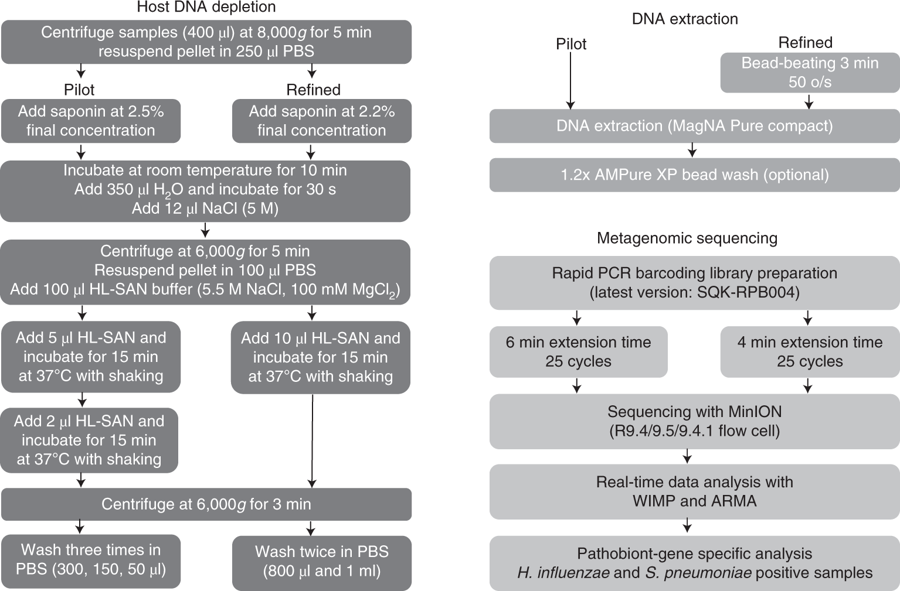 Host DNA depletion
Centrifuge samples (400 µl) at 8,000g for 5 min
resuspend pellet in 250 µl PBS
Pilot
Refined
Add saponin at 2.5%
final concentration
Add saponin at 2.2%
final concentration
Incubate at room temperature for 10 min
Add 350 µl H2O and incubate for 30 s
Add 12 µl NaCl (5 M)
Centrifuge at 6,000g for 5 min
Resuspend pellet in 100 µl PBS
Add 100 µl HL-SAN buffer (5.5 M NaCl, 100 mM MgCl2)
Add 5 µl HL-SAN and
incubate for 15 min
at 37°C with shaking
Add 10 µl HL-SAN and
incubate for 15 min
at 37°C with shaking
Add 2 µl HL-SAN and
incubate for 15 min
at 37°C with shaking
Centrifuge at 6,000g for 3 min
Wash three times in
PBS (300, 150, 50 µl)
Wash twice in PBS
(800 µl and 1 ml)
DNA extraction
Pilot
Refined
Bead-beating 3 min
50 o/s
DNA extraction (MagNA Pure compact)
1.2x AMPure XP bead wash (optional)
Metagenomic sequencing
Rapid PCR barcoding library preparation
(latest version: SQK-RPB004)
6 min extension time
25 cycles
4 min extension time
25 cycles
Sequencing with MinION
(R9.4/9.5/9.4.1 flow cell)
Real-time data analysis with
WIMP and ARMA
Pathobiont-gene specific analysis
H. influenzae and S. pneumoniae positive samples